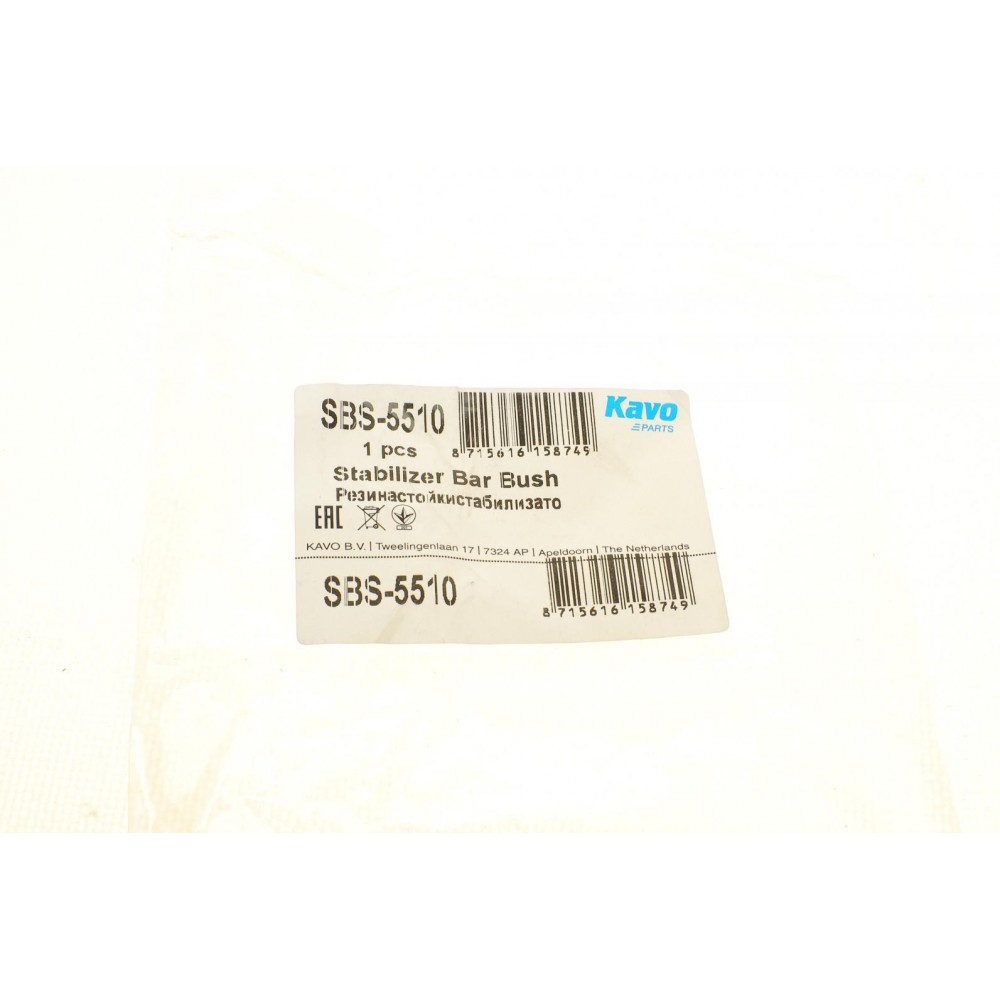 SBS-5510
Kavo
PARTS
1 pcs
8 715616 158749
Stabilizer Bar Bush
Резинастойкистабилизато
EAC
KAVO B.V. | Tweelingenlaan 17 | 7324 AP | Apeldoorn | The Netherlands
SBS-5510
8 715616 158749